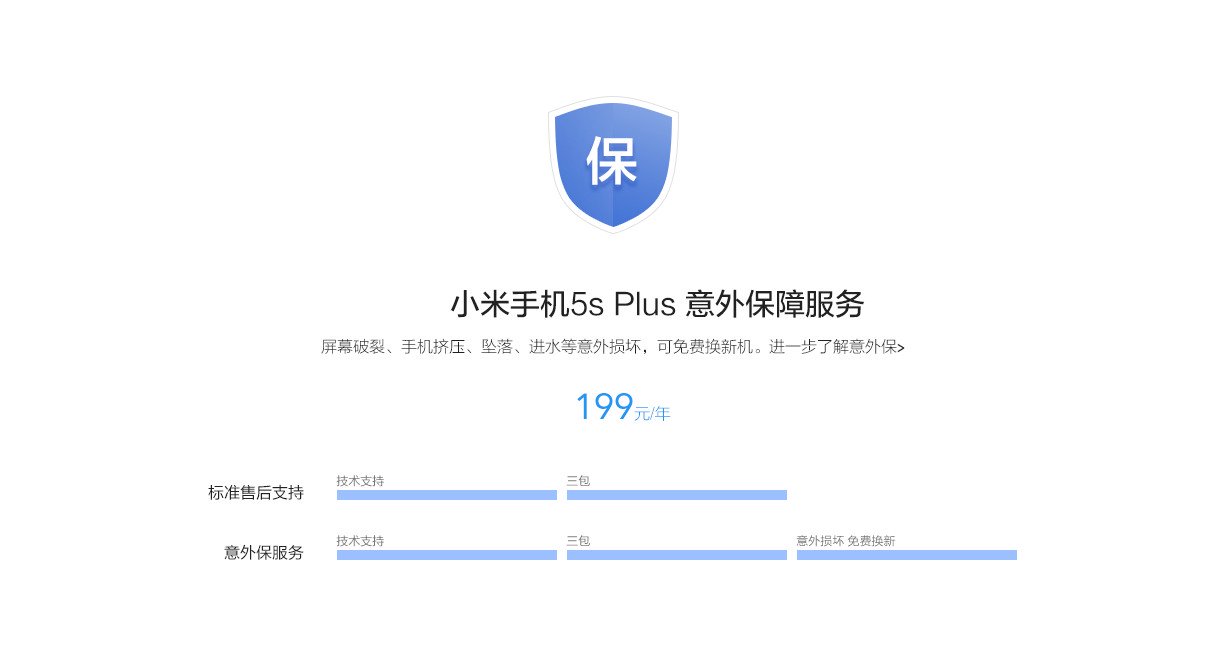 保
小米手机5s Plus 意外保障服务
屏幕破裂、手机挤压、坠落、进水等意外损坏，可免费换新机。进一步了解意外保>
199元/年
技术支持 三包
标准售后支持
技术支持 三包 意外损坏 免费换新
意外保服务